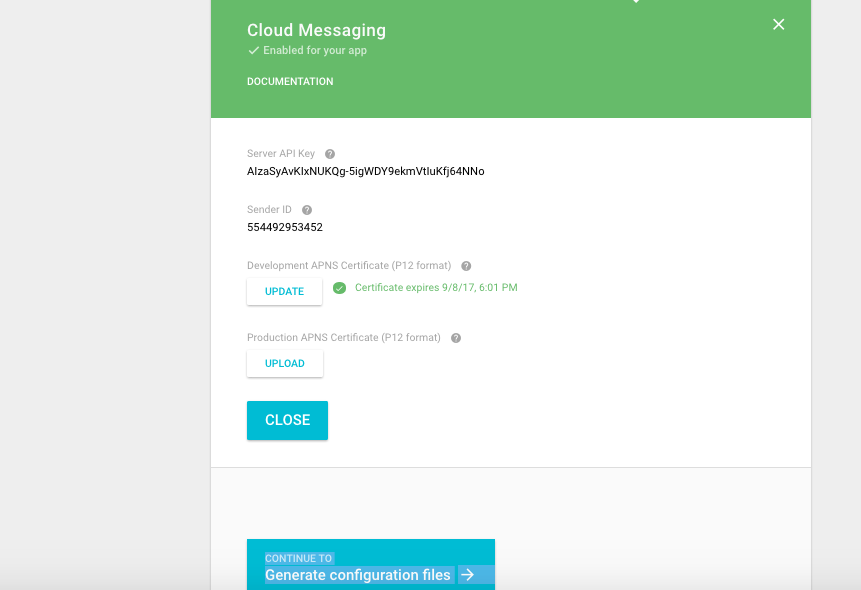 Cloud Messaging
Enabled for your app
DOCUMENTATION
Server API Key
AIzaSyAvKIxNUKQg-5igWDY9ekmVtIuKfj64NNo
Sender ID
554492953452
Development APNS Certificate (P12 format)
UPDATE
Certificate expires 9/8/17, 6:01 PM
Production APNS Certificate (P12 format)
UPLOAD
CLOSE
CONTINUE TO
Generate configuration files